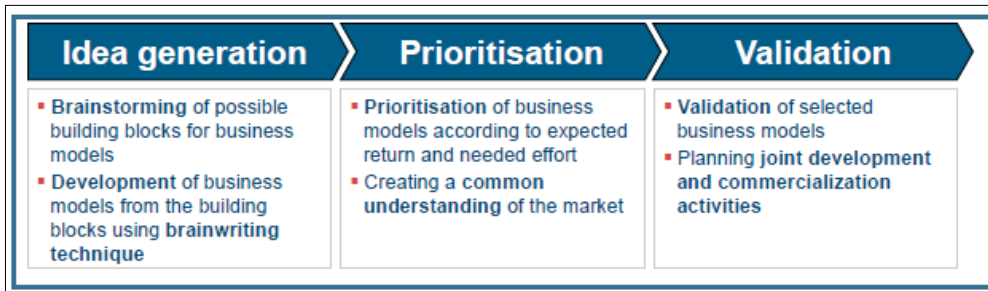 Idea generation
Prioritisation
Validation
▪ Brainstorming of possible
building blocks for business
models
▪ Development of business
models from the building
blocks using brainwriting
technique
▪ Prioritisation of business
models according to expected
return and needed effort
▪ Creating a common
understanding of the market
▪ Validation of selected
business models
▪ Planning joint development
and commercialization
activities